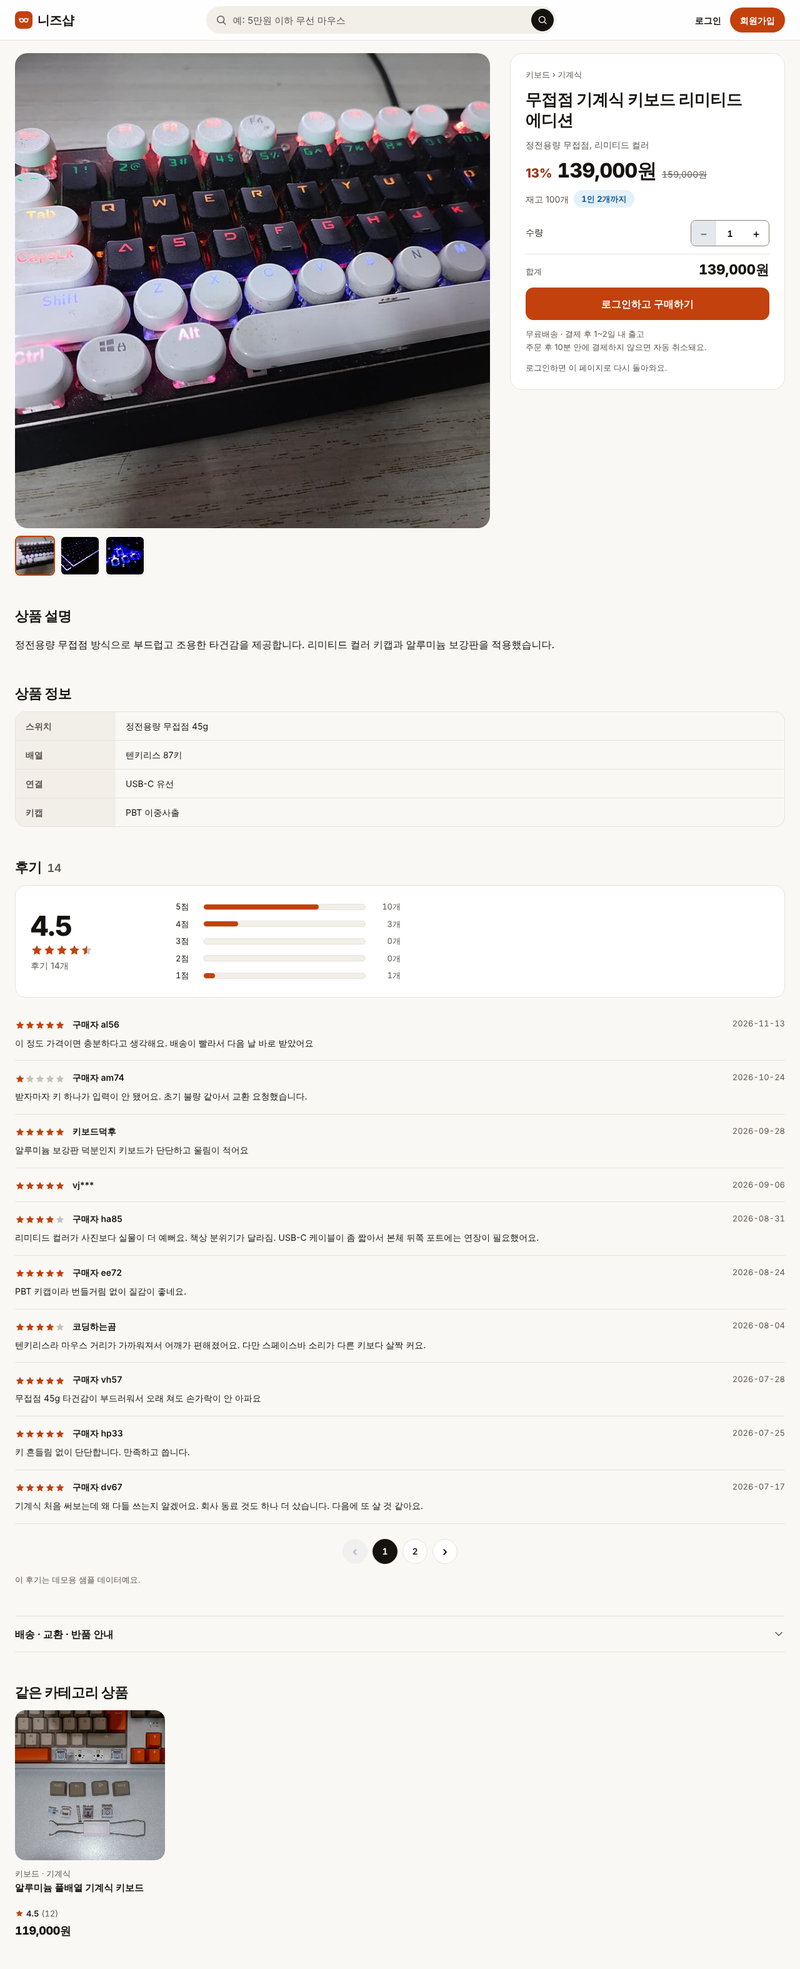 니즈샵
예: 5만원 이하 무선 마우스
로그인
회원가입
키보드 › 기계식
무접점 기계식 키보드 리미티드
에디션
정전용량 무접점, 리미티드 컬러
13% 139,000원 159,000원
재고 100개 1인 2개까지
수량 − 1 +
합계 139,000원
로그인하고 구매하기
무료배송 · 결제 후 1~2일 내 출고
주문 후 10분 안에 결제하지 않으면 자동 취소돼요.
로그인하면 이 페이지로 다시 돌아와요.
1! 2@ 3# 4$ 5% 6^ 7& 8* 9(
Tab Q W E R T Y U I O
CapsLk A S D F G H J K
Shift Z X C V B N M
Ctrl Alt
상품 설명
정전용량 무접점 방식으로 부드럽고 조용한 타건감을 제공합니다. 리미티드 컬러 키캡과 알루미늄 보강판을 적용했습니다.
상품 정보
스위치 정전용량 무접점 45g
배열 텐키리스 87키
연결 USB-C 유선
키캡 PBT 이중사출
후기 14
4.5
후기 14개
5점 10개
4점 3개
3점 0개
2점 0개
1점 1개
구매자 al56 2026-11-13
이 정도 가격이면 충분하다고 생각해요. 배송이 빨라서 다음 날 바로 받았어요
구매자 am74 2026-10-24
받자마자 키 하나가 입력이 안 됐어요. 초기 불량 같아서 교환 요청했습니다.
키보드덕후 2026-09-28
알루미늄 보강판 덕분인지 키보드가 단단하고 울림이 적어요
vj*** 2026-09-06
구매자 ha85 2026-08-31
리미티드 컬러가 사진보다 실물이 더 예뻐요. 책상 분위기가 달라짐. USB-C 케이블이 좀 짧아서 본체 뒤쪽 포트에는 연장이 필요했어요.
구매자 ee72 2026-08-24
PBT 키캡이라 번들거림 없이 질감이 좋네요.
코딩하는곰 2026-08-04
텐키리스라 마우스 거리가 가까워져서 어깨가 편해졌어요. 다만 스페이스바 소리가 다른 키보다 살짝 커요.
구매자 vh57 2026-07-28
무접점 45g 타건감이 부드러워서 오래 쳐도 손가락이 안 아파요
구매자 hp33 2026-07-25
키 흔들림 없이 단단합니다. 만족하고 씁니다.
구매자 dv67 2026-07-17
기계식 처음 써보는데 왜 다들 쓰는지 알겠어요. 회사 동료 것도 하나 더 샀습니다. 다음에 또 살 것 같아요.
‹ 1 2 ›
이 후기는 데모용 샘플 데이터예요.
배송 · 교환 · 반품 안내
같은 카테고리 상품
키보드 · 기계식
알루미늄 풀배열 기계식 키보드
4.5 (12)
119,000원